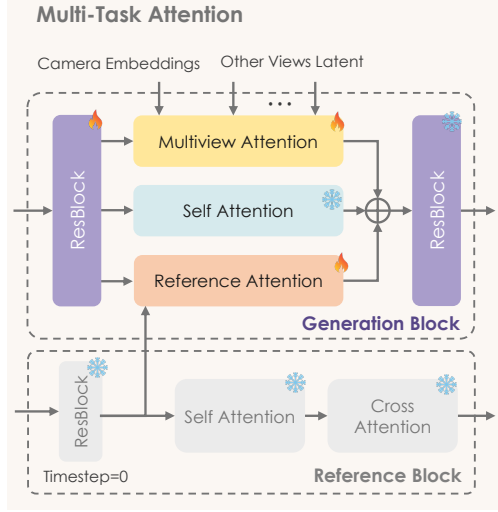 Multi-Task Attention
Camera Embeddings
Other Views Latent
...
ResBlock
Multiview Attention
Self Attention
Reference Attention
ResBlock
Generation Block
ResBlock
Self Attention
Cross
Attention
Timestep=0
Reference Block